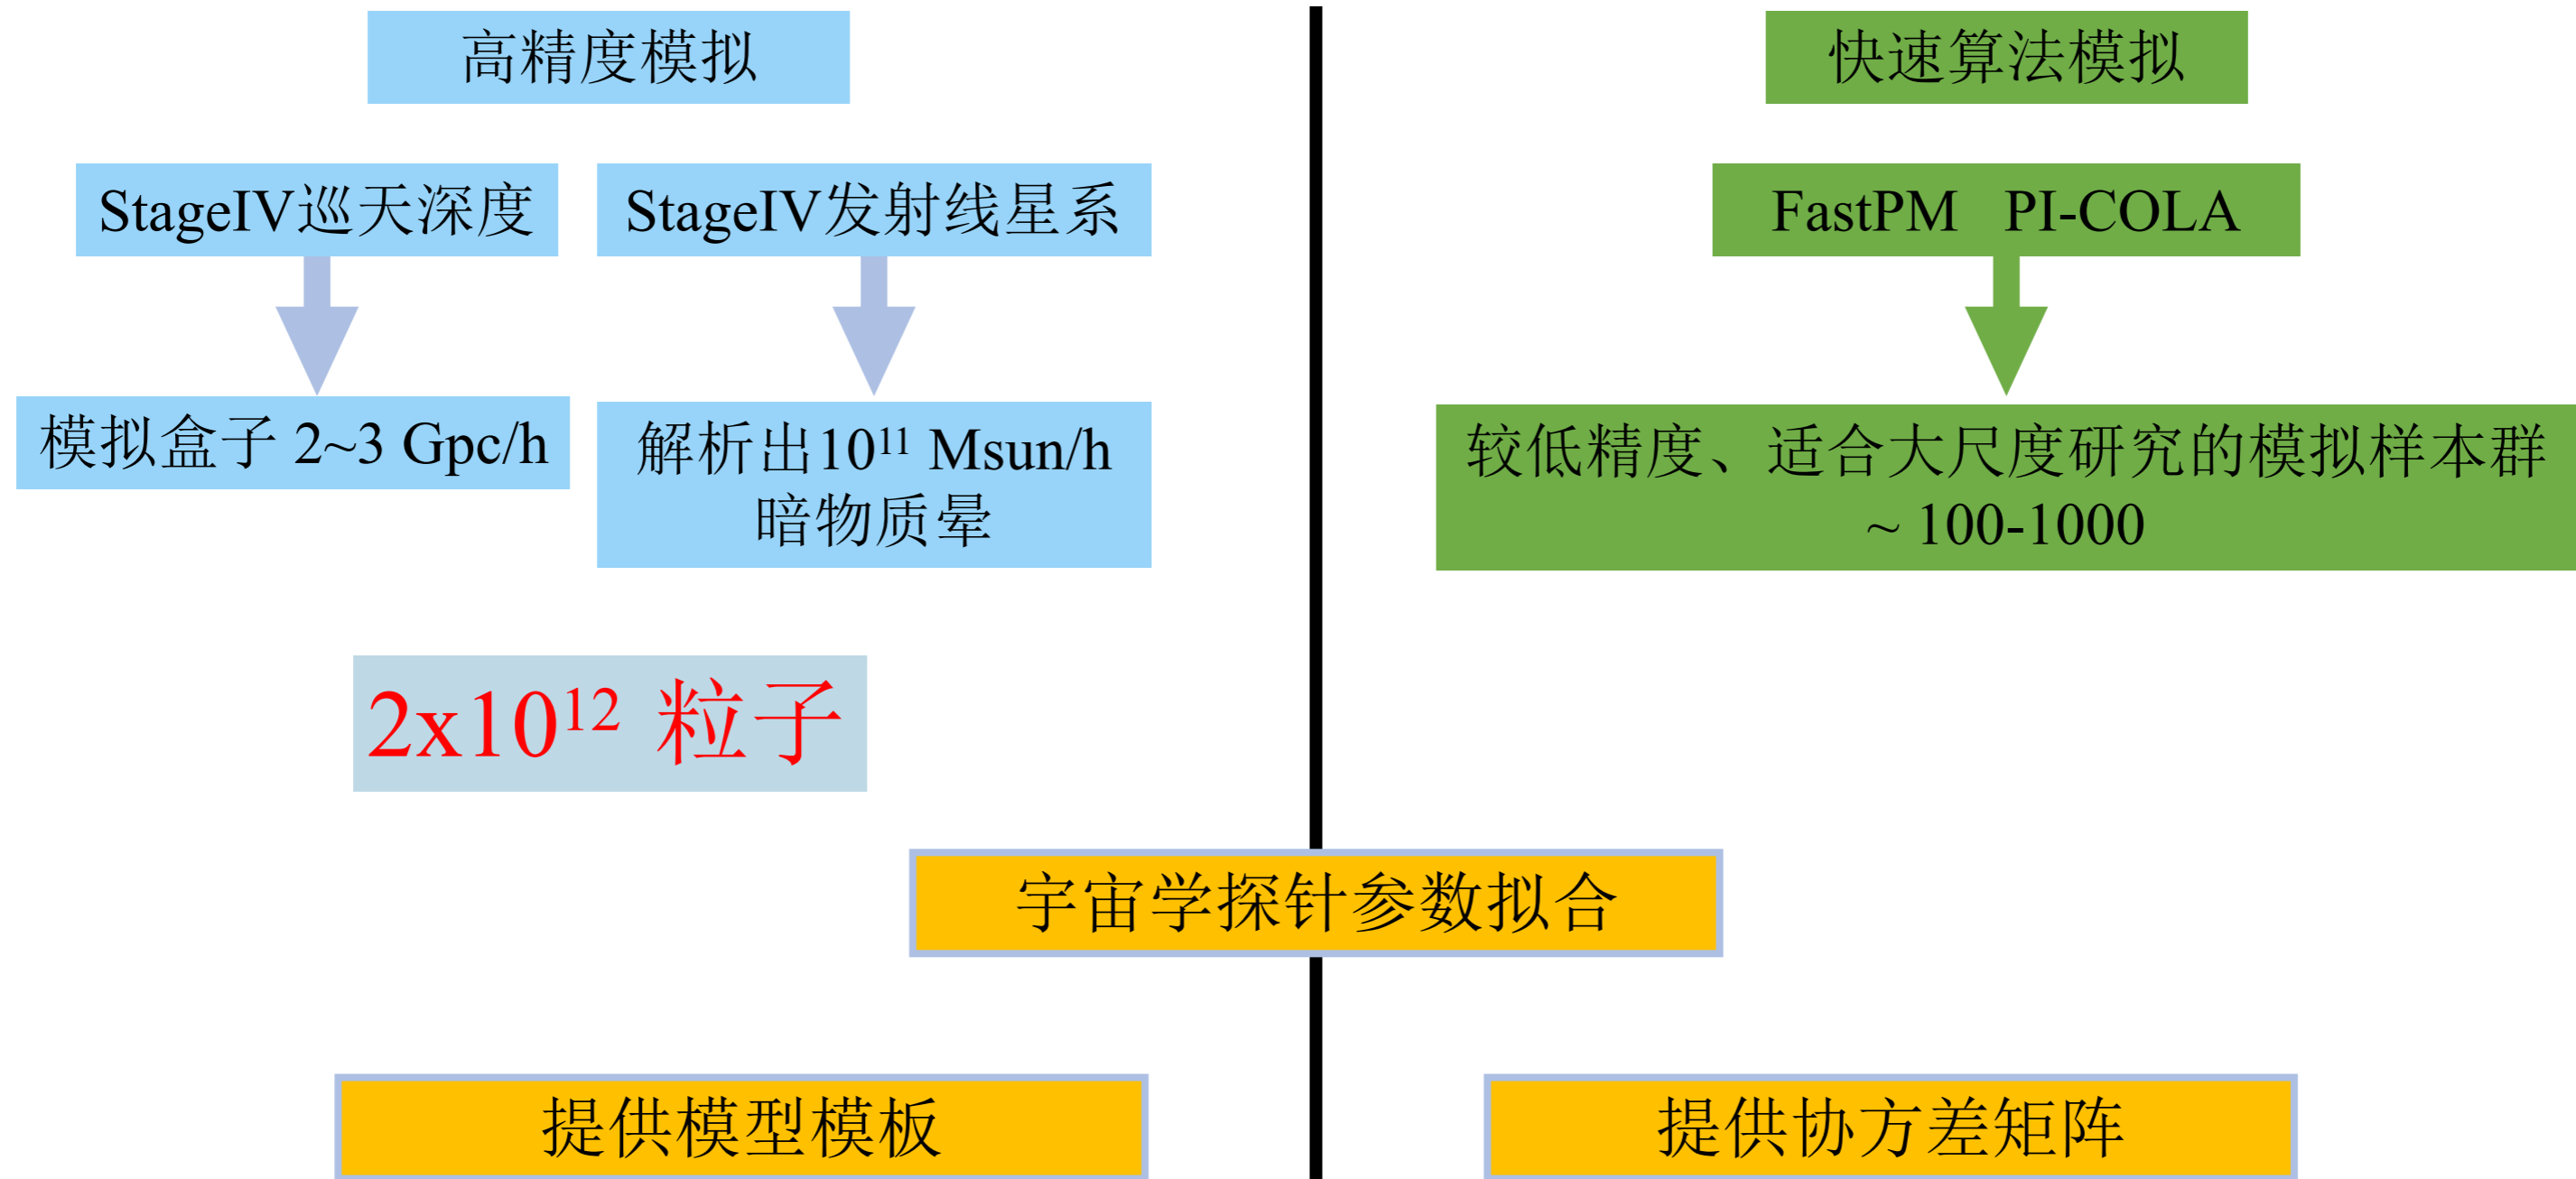 高精度模拟
StageIV巡天深度
StageIV发射线星系
模拟盒子 2~3 Gpc/h
解析出10¹¹ Msun/h
暗物质晕
2x10¹² 粒子
快速算法模拟
FastPM PI-COLA
较低精度、适合大尺度研究的模拟样本群
~ 100-1000
宇宙学探针参数拟合
提供模型模板
提供协方差矩阵